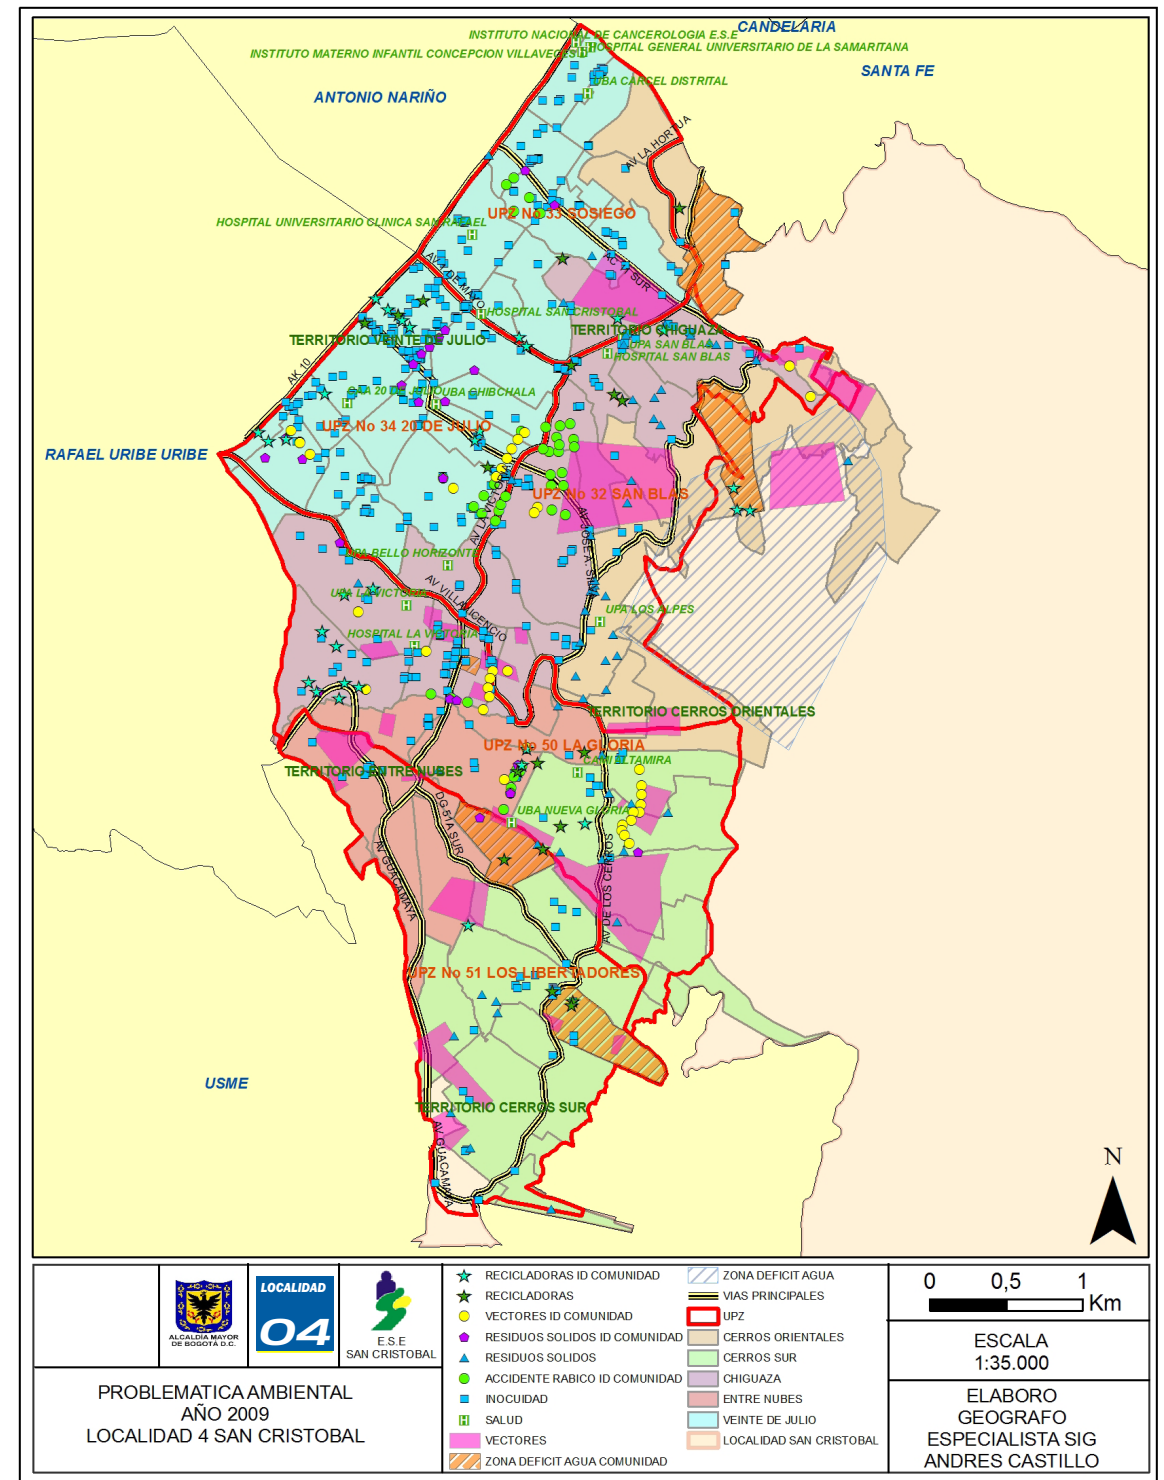 CANDELARIA
INSTITUTO NACIONAL DE CANCEROLOGIA E.S.E
HOSPITAL GENERAL UNIVERSITARIO DE LA SAMARITANA
INSTITUTO MATERNO INFANTIL CONCEPCION VILLAVECES
SANTA FE
UBA CARCEL DISTRITAL
ANTONIO NARIÑO
AV LA HORTUA
UPZ No 33 SOSIEGO
HOSPITAL UNIVERSITARIO CLINICA SAN RAFAEL
AC 11 SUR
AV 1 DE MAYO
HOSPITAL SAN CRISTOBAL
TERRITORIO CHIGUAZA
TERRITORIO VEINTE DE JULIO
UPA SAN BLAS
HOSPITAL SAN BLAS
AK 10
20 DE JULIO
UBA CHIBCHALA
UPZ No 34 20 DE JULIO
RAFAEL URIBE URIBE
UPZ No 32 SAN BLAS
AV LA VICTORIA
AV JOSE A. SILVA
UPA BELLO HORIZONTE
AV VILLAVICENCIO
UPA LA VICTORIA
UPA LOS ALPES
HOSPITAL LA VICTORIA
TERRITORIO CERROS ORIENTALES
UPZ No 50 LA GLORIA
CAMI ALTAMIRA
TERRITORIO ENTRE NUBES
UBA NUEVA GLORIA
DG 51A SUR
AV GUACAMAYA
AV DE LOS CERROS
UPZ No 51 LOS LIBERTADORES
USME
TERRITORIO CERROS SUR
AV GUACAMAYA
N
ALCALDIA MAYOR
DE BOGOTA D.C.
LOCALIDAD
04
E.S.E
SAN CRISTOBAL
PROBLEMATICA AMBIENTAL
AÑO 2009
LOCALIDAD 4 SAN CRISTOBAL
RECICLADORAS ID COMUNIDAD
RECICLADORAS
VECTORES ID COMUNIDAD
RESIDUOS SOLIDOS ID COMUNIDAD
RESIDUOS SOLIDOS
ACCIDENTE RABICO ID COMUNIDAD
INOCUIDAD
SALUD
VECTORES
ZONA DEFICIT AGUA COMUNIDAD
ZONA DEFICIT AGUA
VIAS PRINCIPALES
UPZ
CERROS ORIENTALES
CERROS SUR
CHIGUAZA
ENTRE NUBES
VEINTE DE JULIO
LOCALIDAD SAN CRISTOBAL
0 0,5 1
Km
ESCALA
1:35.000
ELABORO
GEOGRAFO
ESPECIALISTA SIG
ANDRES CASTILLO